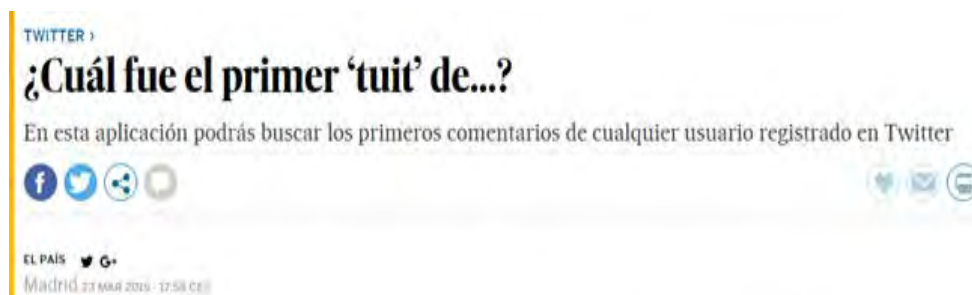 TWITTER ›
¿Cuál fue el primer ‘tuit’ de...?
En esta aplicación podrás buscar los primeros comentarios de cualquier usuario registrado en Twitter
EL PAÍS G+
Madrid 23 MAR 2015 - 17:58